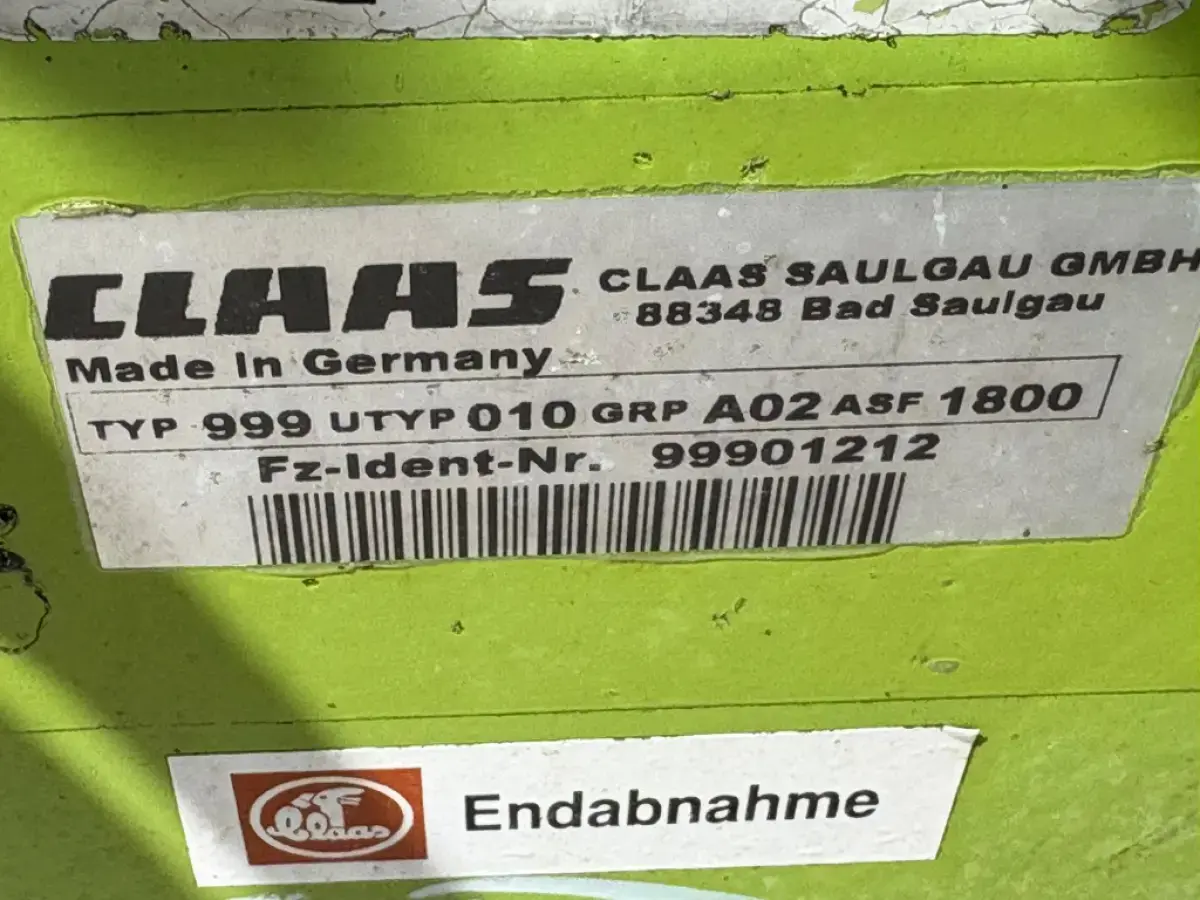 CLAAS CLAAS SAULGAU GMBH
88348 Bad Saulgau
Made In Germany
TYP 999 UTYP 010 GRP A02 ASF 1800
Fz-Ident-Nr. 99901212
Claas Endabnahme